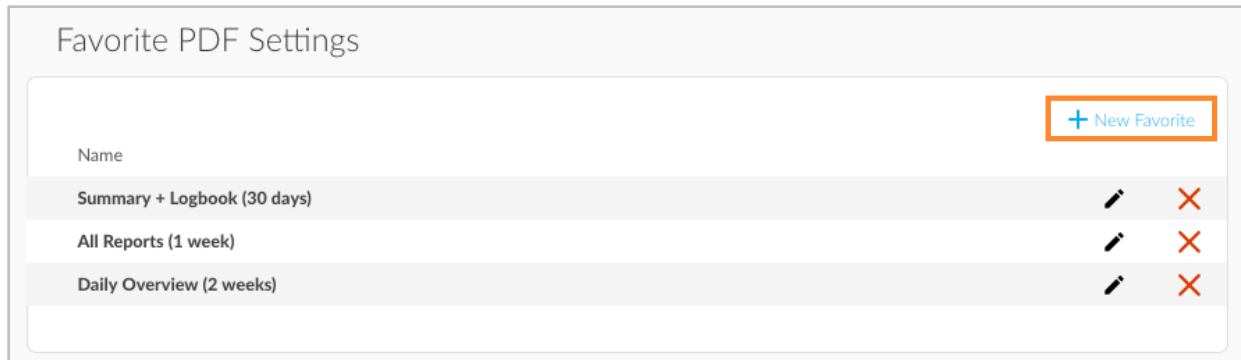 Favorite PDF Settings
New Favorite
Name
Summary + Logbook (30 days)
All Reports (1 week)
Daily Overview (2 weeks)